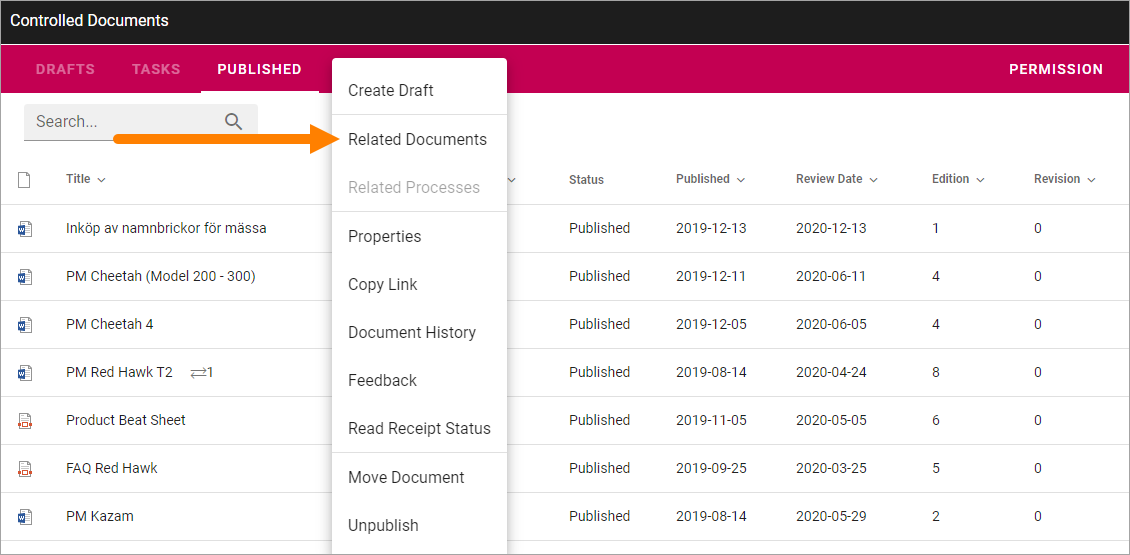 Controlled Documents
DRAFTS TASKS PUBLISHED PERMISSION
Create Draft
Search...
Related Documents
Related Processes
Title Status Published Review Date Edition Revision
Inköp av namnbrickor för mässa Published 2019-12-13 2020-12-13 1 0
Properties
PM Cheetah (Model 200 - 300) Published 2019-12-11 2020-06-11 4 0
Copy Link
PM Cheetah 4 Published 2019-12-05 2020-06-05 4 0
Document History
PM Red Hawk T2 1 Published 2019-08-14 2020-04-24 8 0
Feedback
Product Beat Sheet Published 2019-11-05 2020-05-05 6 0
Read Receipt Status
FAQ Red Hawk Published 2019-09-25 2020-03-25 5 0
Move Document
PM Kazam Published 2019-08-14 2020-05-29 2 0
Unpublish